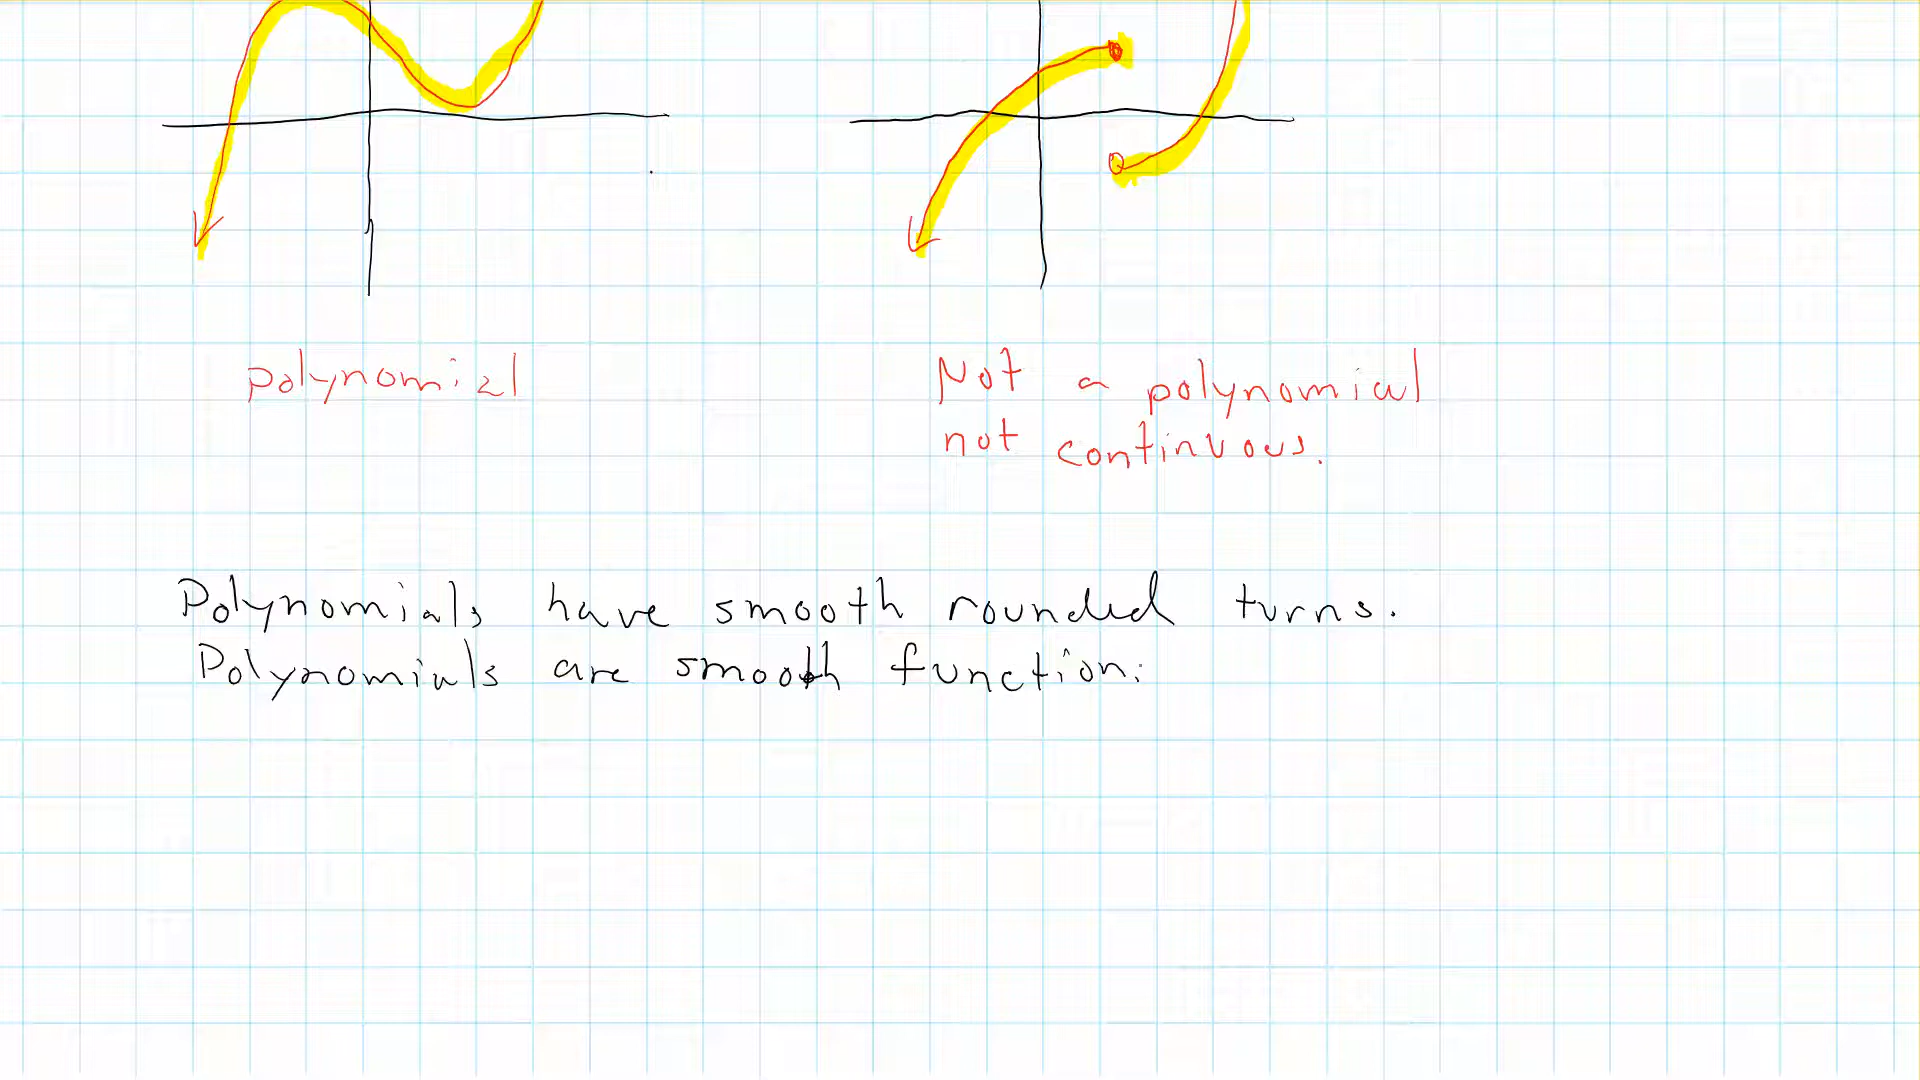 polynomial
Not a polynomial
not continuous.
Polynomials have smooth rounded turns.
Polynomials are smooth function.